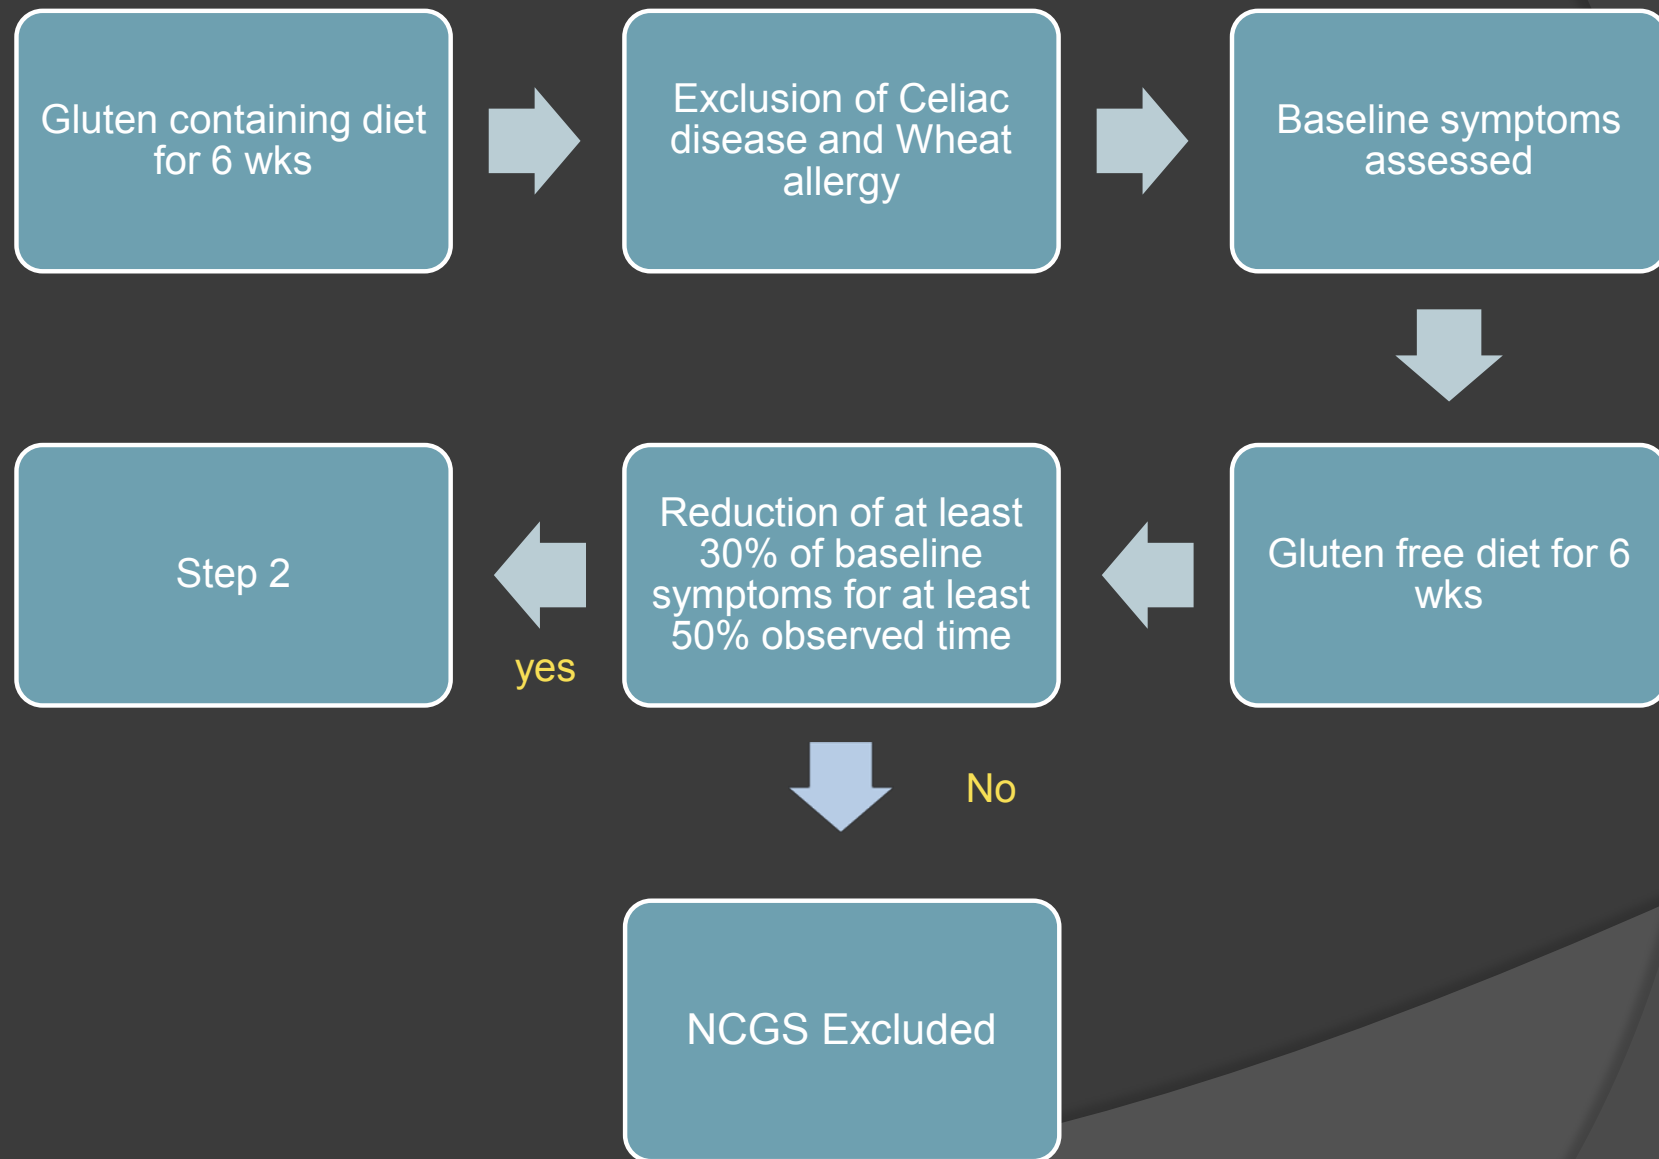 Gluten containing diet
for 6 wks
Exclusion of Celiac
disease and Wheat
allergy
Baseline symptoms
assessed
Gluten free diet for 6
wks
Reduction of at least
30% of baseline
symptoms for at least
50% observed time
yes
Step 2
No
NCGS Excluded